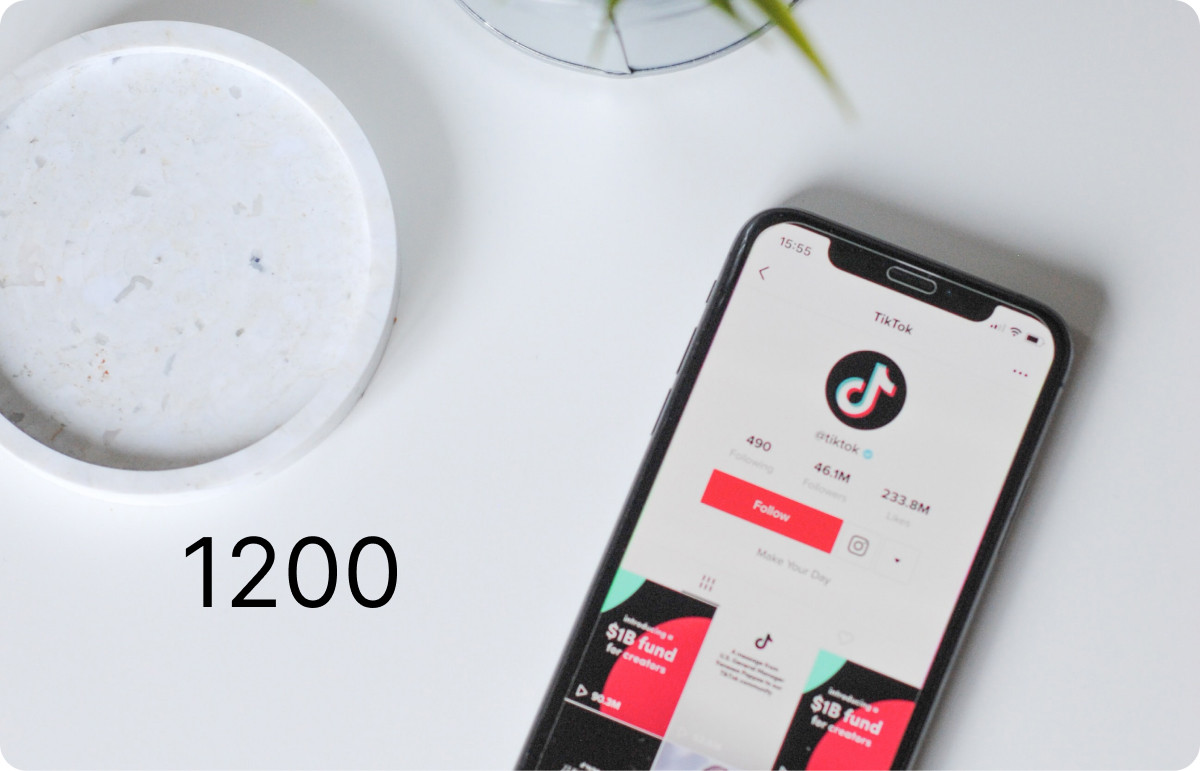 15:55
TikTok
@tiktok
490
Following
46.1M
Followers
233.8M
Likes
Follow
Make Your Day
1200
Introducing a
$1B fund
for creators
90.3M
A message from
U.S. General Manager
Vanessa Pappas to our
TikTok community
Introducing a
$1B fund
for creators